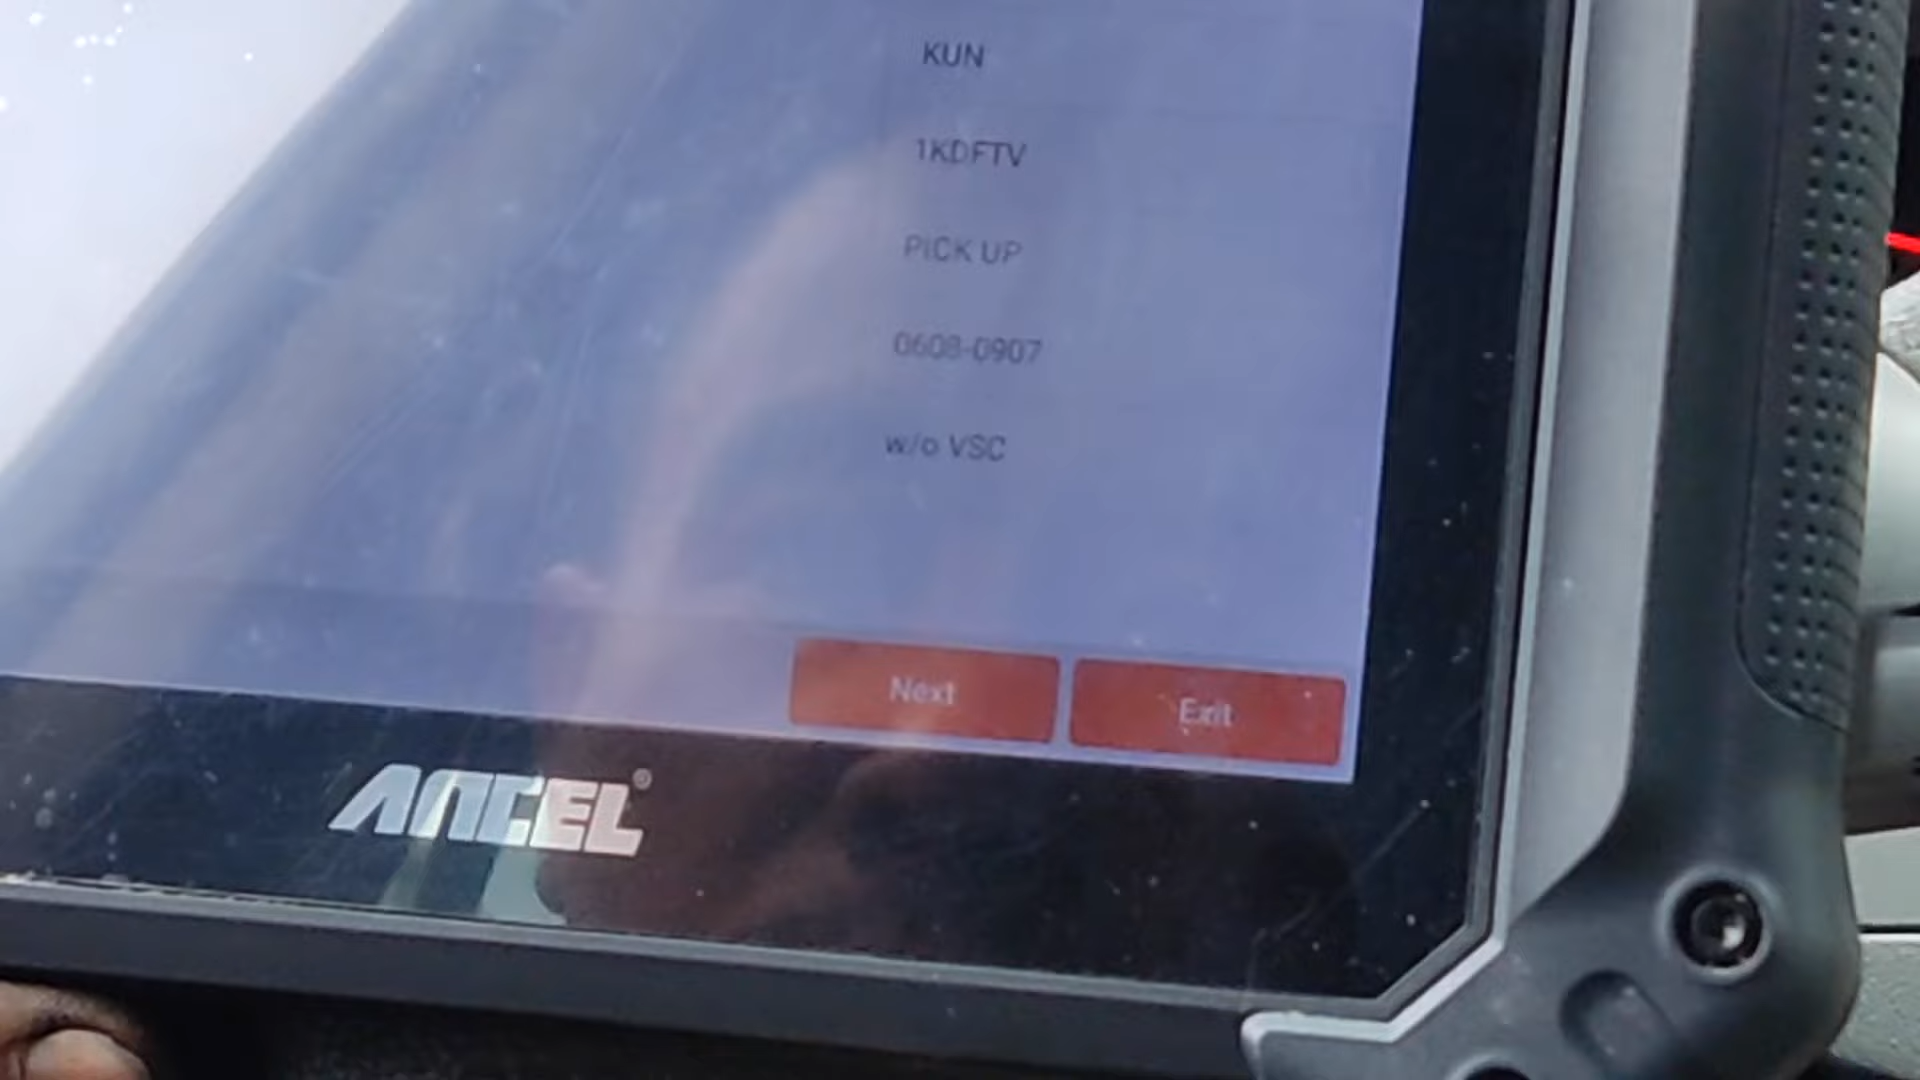 KUN
1KDFTV
PICK UP
0608-0907
w/o VSC
Next
Exit
ANCEL®